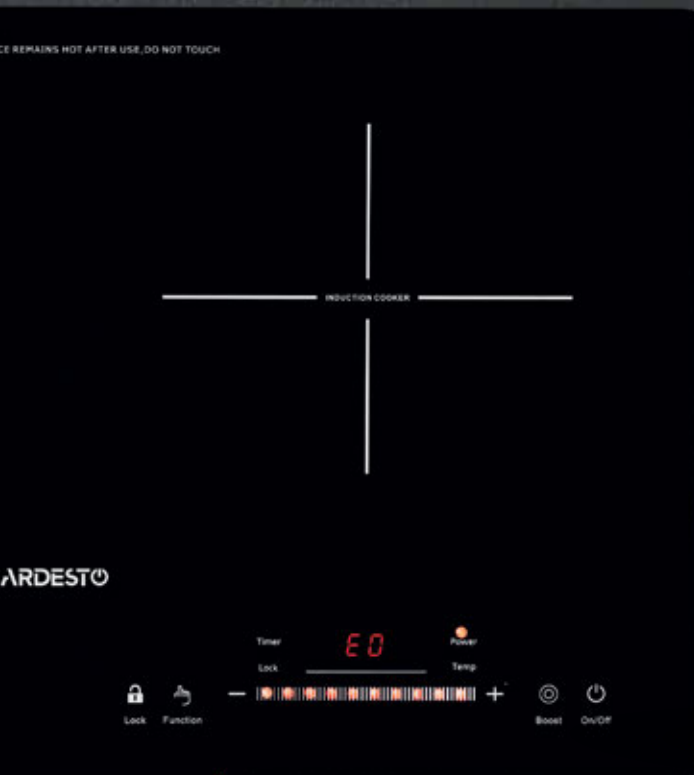 CE REMAINS HOT AFTER USE,DO NOT TOUCH
INDUCTION COOKER
ARDESTO
Timer E0 Power
Lock Temp
− +
Lock Function Boost On/Off